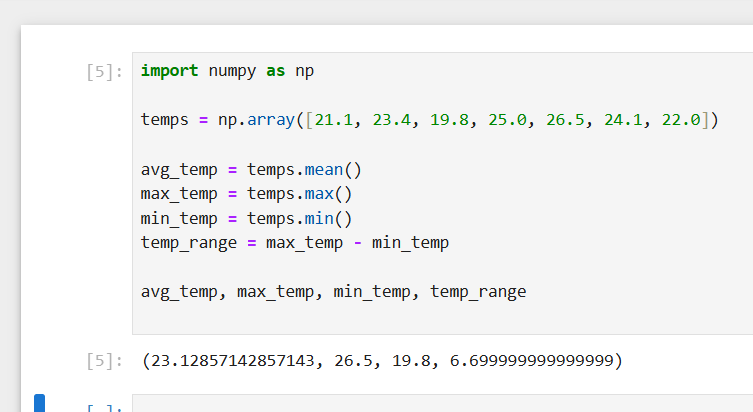 [5]: import numpy as np
temps = np.array([21.1, 23.4, 19.8, 25.0, 26.5, 24.1, 22.0])
avg_temp = temps.mean()
max_temp = temps.max()
min_temp = temps.min()
temp_range = max_temp - min_temp
avg_temp, max_temp, min_temp, temp_range
[5]: (23.12857142857143, 26.5, 19.8, 6.699999999999999)
[ ]: